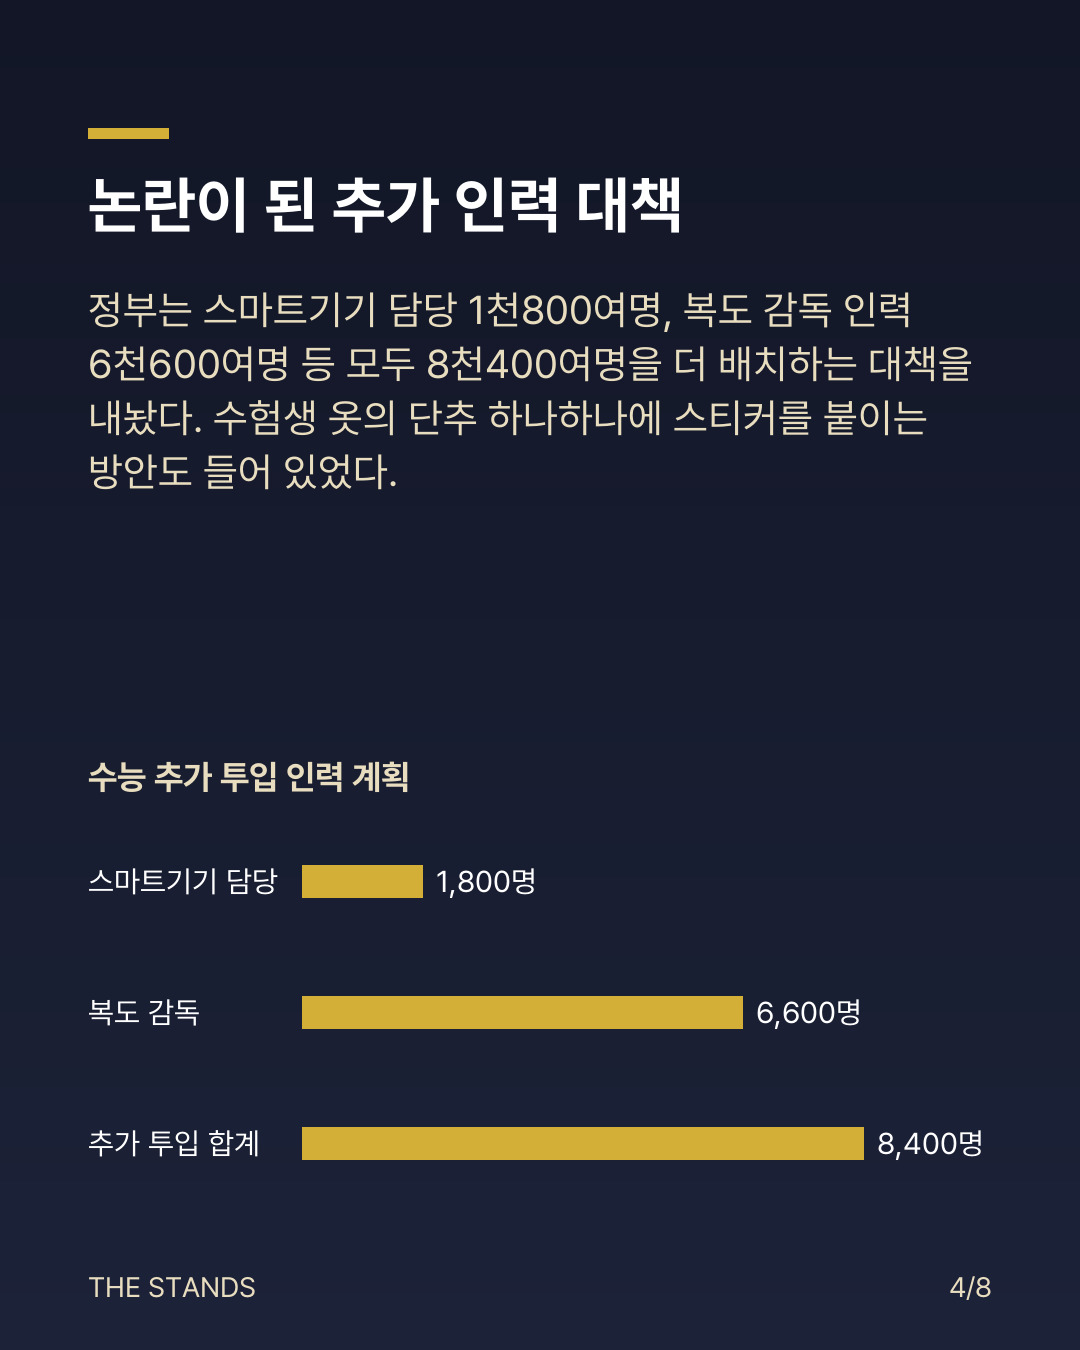 논란이 된 추가 인력 대책
정부는 스마트기기 담당 1천800여명, 복도 감독 인력
6천600여명 등 모두 8천400여명을 더 배치하는 대책을
내놨다. 수험생 옷의 단추 하나하나에 스티커를 붙이는
방안도 들어 있었다.
수능 추가 투입 인력 계획
스마트기기 담당 1,800명
복도 감독 6,600명
추가 투입 합계 8,400명
THE STANDS 4/8